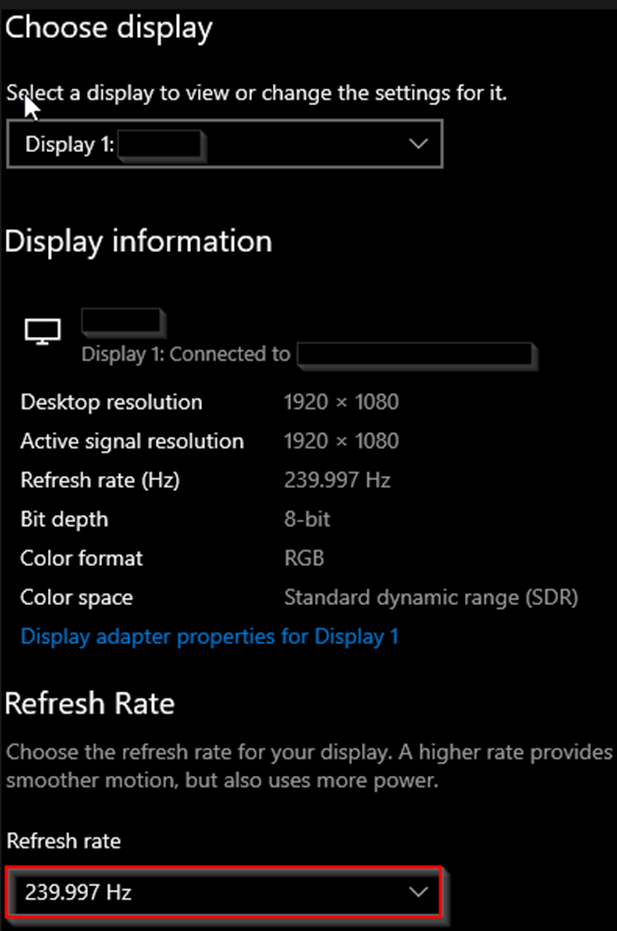 Choose display
Select a display to view or change the settings for it.
Display 1:
Display information
Display 1: Connected to
Desktop resolution 1920 × 1080
Active signal resolution 1920 × 1080
Refresh rate (Hz) 239.997 Hz
Bit depth 8-bit
Color format RGB
Color space Standard dynamic range (SDR)
Display adapter properties for Display 1
Refresh Rate
Choose the refresh rate for your display. A higher rate provides
smoother motion, but also uses more power.
Refresh rate
239.997 Hz